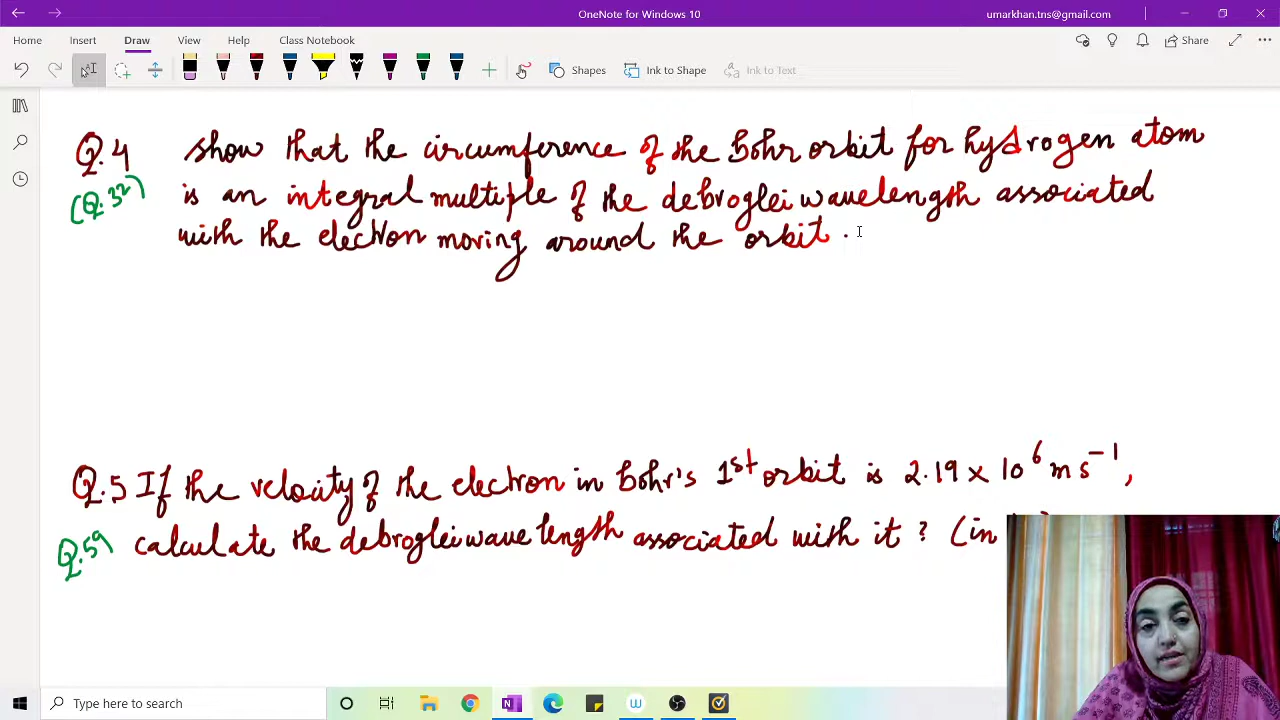 OneNote for Windows 10
umarkhan.tns@gmail.com
Home Insert Draw View Help Class Notebook
Share
Shapes Ink to Shape Ink to Text
Q.4 show that the circumference of the Bohr orbit for hydrogen atom
(Q.32) is an integral multiple of the debroglei wavelength associated
with the electron moving around the orbit .
Q.5 If the velocity of the electron in Bohr's 1st orbit is 2.19 × 10⁶ m s⁻¹,
Q.59 calculate the debroglei wave length associated with it ? (in
Type here to search